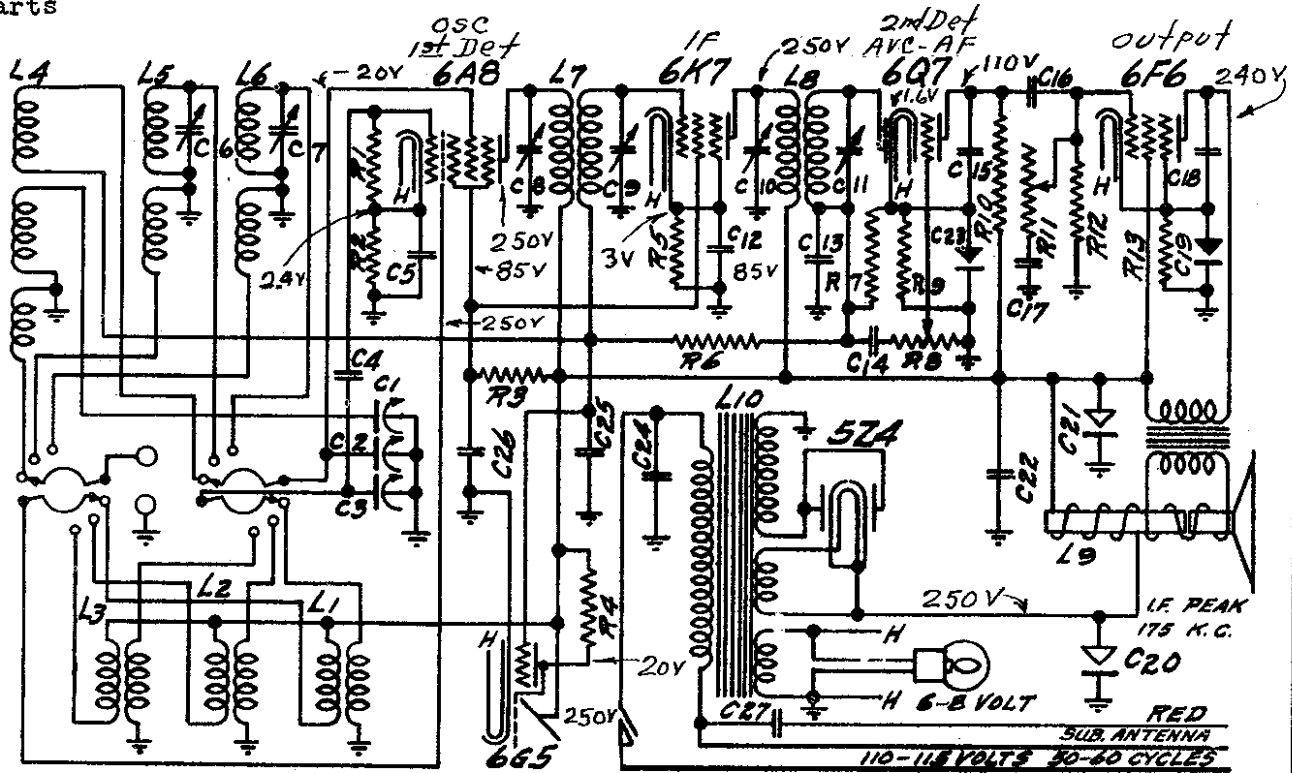 arts
OSC
1st Det
6A8
IF
6K7
250V
2nd Det
AVC-AF
6Q7
110V
output
6F6
240V
L4
L5
L6
-20V
L7
L8
1.6V
C16
C6
C7
R1
H
C8
C9
H
C10
C11
H
C15
R10
R11
R12
H
C18
2.4V
R2
C5
250V
85V
3V
R5
C12
85V
C13
R7
R9
C23
C17
R13
C19
250V
C4
R6
C14
R8
C1
R3
L10
C2
C26
C25
C24
5Z4
C21
C3
C22
L9
L3
L2
L1
R4
H
20V
250V
I.F. PEAK
175 K.C.
H
C20
250V
H
6-8 VOLT
6G5
C27
RED
SUB. ANTENNA
110-115 VOLTS 50-60 CYCLES